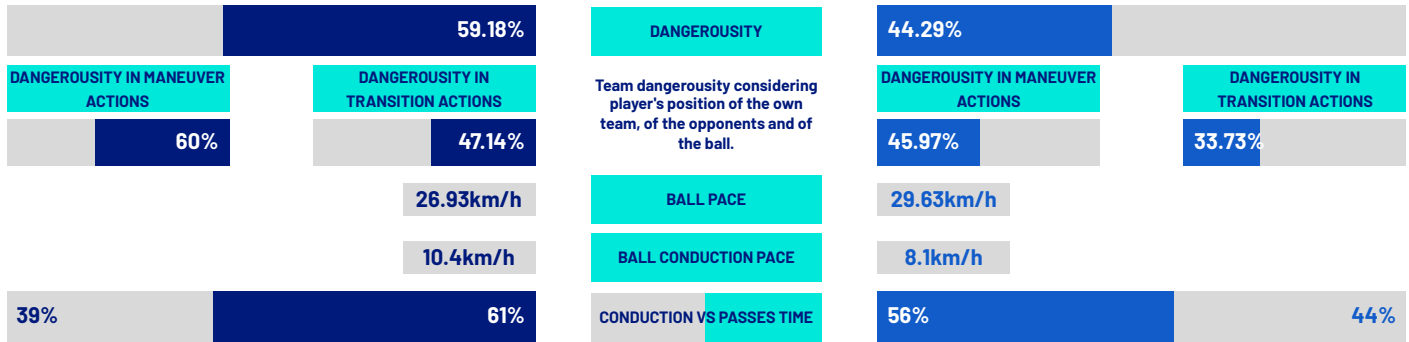 59.18%
DANGEROUSITY
44.29%
DANGEROUSITY IN MANEUVER
ACTIONS
DANGEROUSITY IN
TRANSITION ACTIONS
Team dangerousity considering
player's position of the own
team, of the opponents and of
the ball.
DANGEROUSITY IN MANEUVER
ACTIONS
DANGEROUSITY IN
TRANSITION ACTIONS
60%
47.14%
45.97%
33.73%
26.93km/h
BALL PACE
29.63km/h
10.4km/h
BALL CONDUCTION PACE
8.1km/h
39%
61%
CONDUCTION VS PASSES TIME
56%
44%